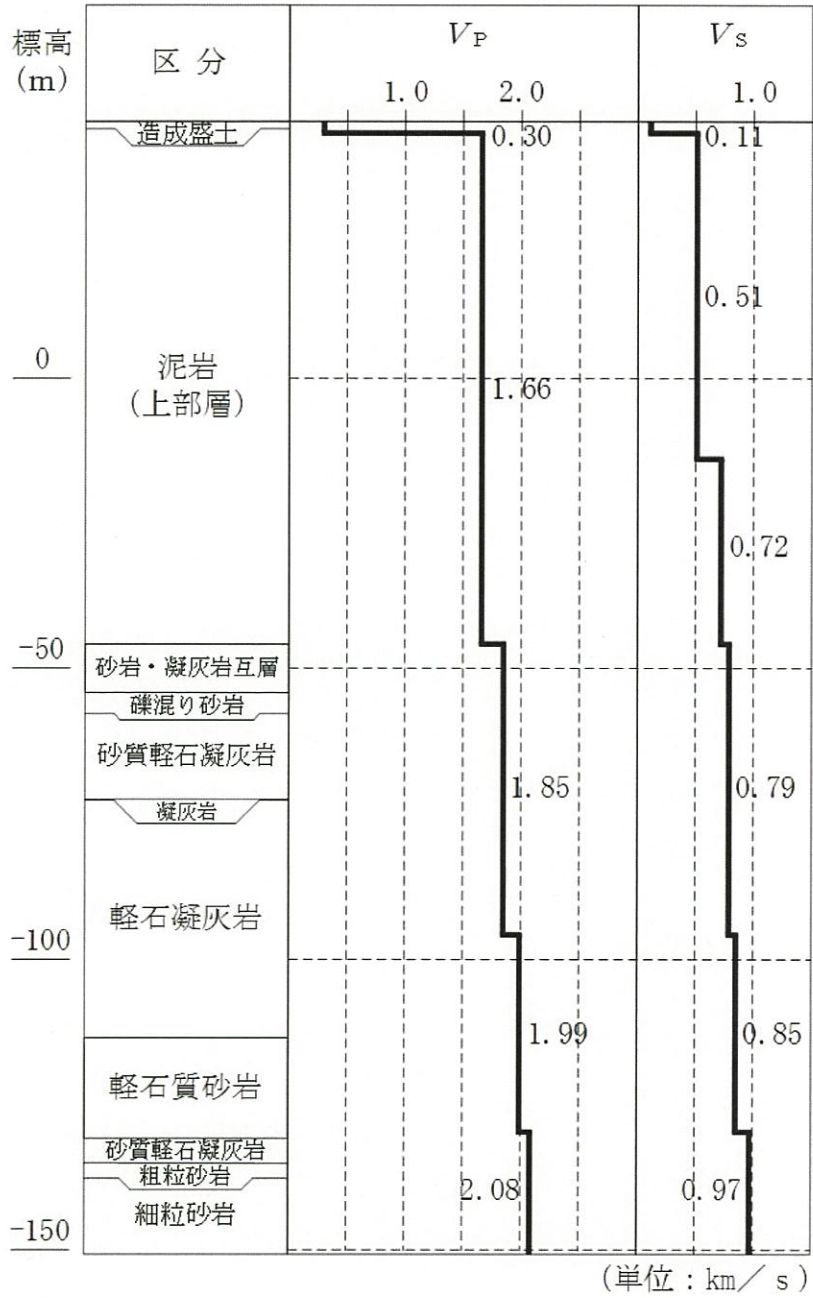 標高
(m)
区 分
VP
VS
1.0 2.0
1.0
造成盛土
0.30
0.11
0.51
0
泥岩
(上部層)
1.66
0.72
-50
砂岩・凝灰岩互層
礫混り砂岩
砂質軽石凝灰岩
凝灰岩
1.85
0.79
軽石凝灰岩
-100
1.99
0.85
軽石質砂岩
砂質軽石凝灰岩
粗粒砂岩
2.08
0.97
細粒砂岩
-150
(単位：km／s)